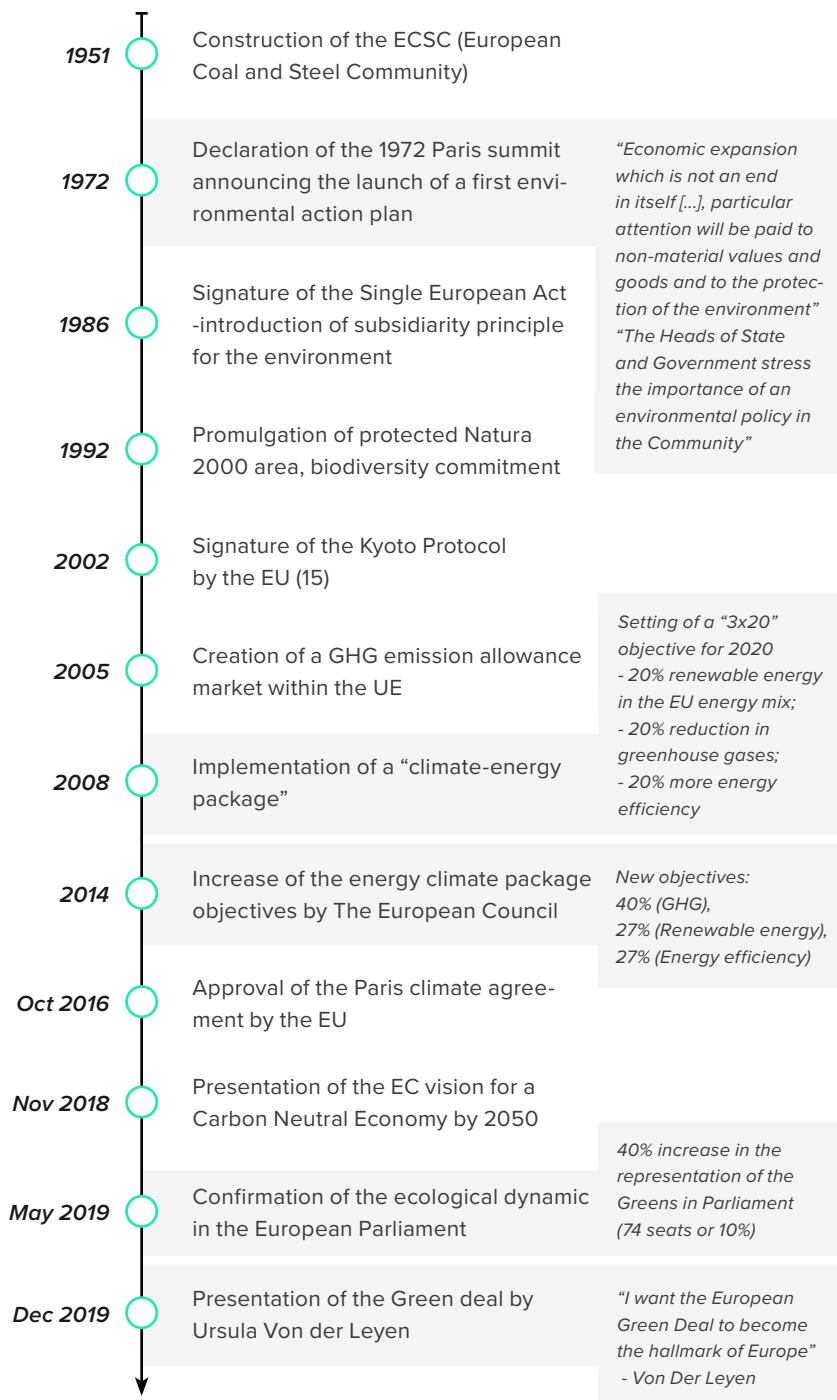 1951
Construction of the ECSC (European
Coal and Steel Community)
1972
Declaration of the 1972 Paris summit
announcing the launch of a first envi-
ronmental action plan
“Economic expansion
which is not an end
in itself [...], particular
attention will be paid to
non-material values and
goods and to the protec-
tion of the environment”
“The Heads of State
and Government stress
the importance of an
environmental policy in
the Community”
1986
Signature of the Single European Act
-introduction of subsidiarity principle
for the environment
1992
Promulgation of protected Natura
2000 area, biodiversity commitment
2002
Signature of the Kyoto Protocol
by the EU (15)
2005
Creation of a GHG emission allowance
market within the UE
2008
Implementation of a “climate-energy
package”
Setting of a “3x20”
objective for 2020
- 20% renewable energy
in the EU energy mix;
- 20% reduction in
greenhouse gases;
- 20% more energy
efficiency
2014
Increase of the energy climate package
objectives by The European Council
New objectives:
40% (GHG),
27% (Renewable energy),
27% (Energy efficiency)
Oct 2016
Approval of the Paris climate agree-
ment by the EU
Nov 2018
Presentation of the EC vision for a
Carbon Neutral Economy by 2050
May 2019
Confirmation of the ecological dynamic
in the European Parliament
40% increase in the
representation of the
Greens in Parliament
(74 seats or 10%)
Dec 2019
Presentation of the Green deal by
Ursula Von der Leyen
“I want the European
Green Deal to become
the hallmark of Europe”
- Von Der Leyen